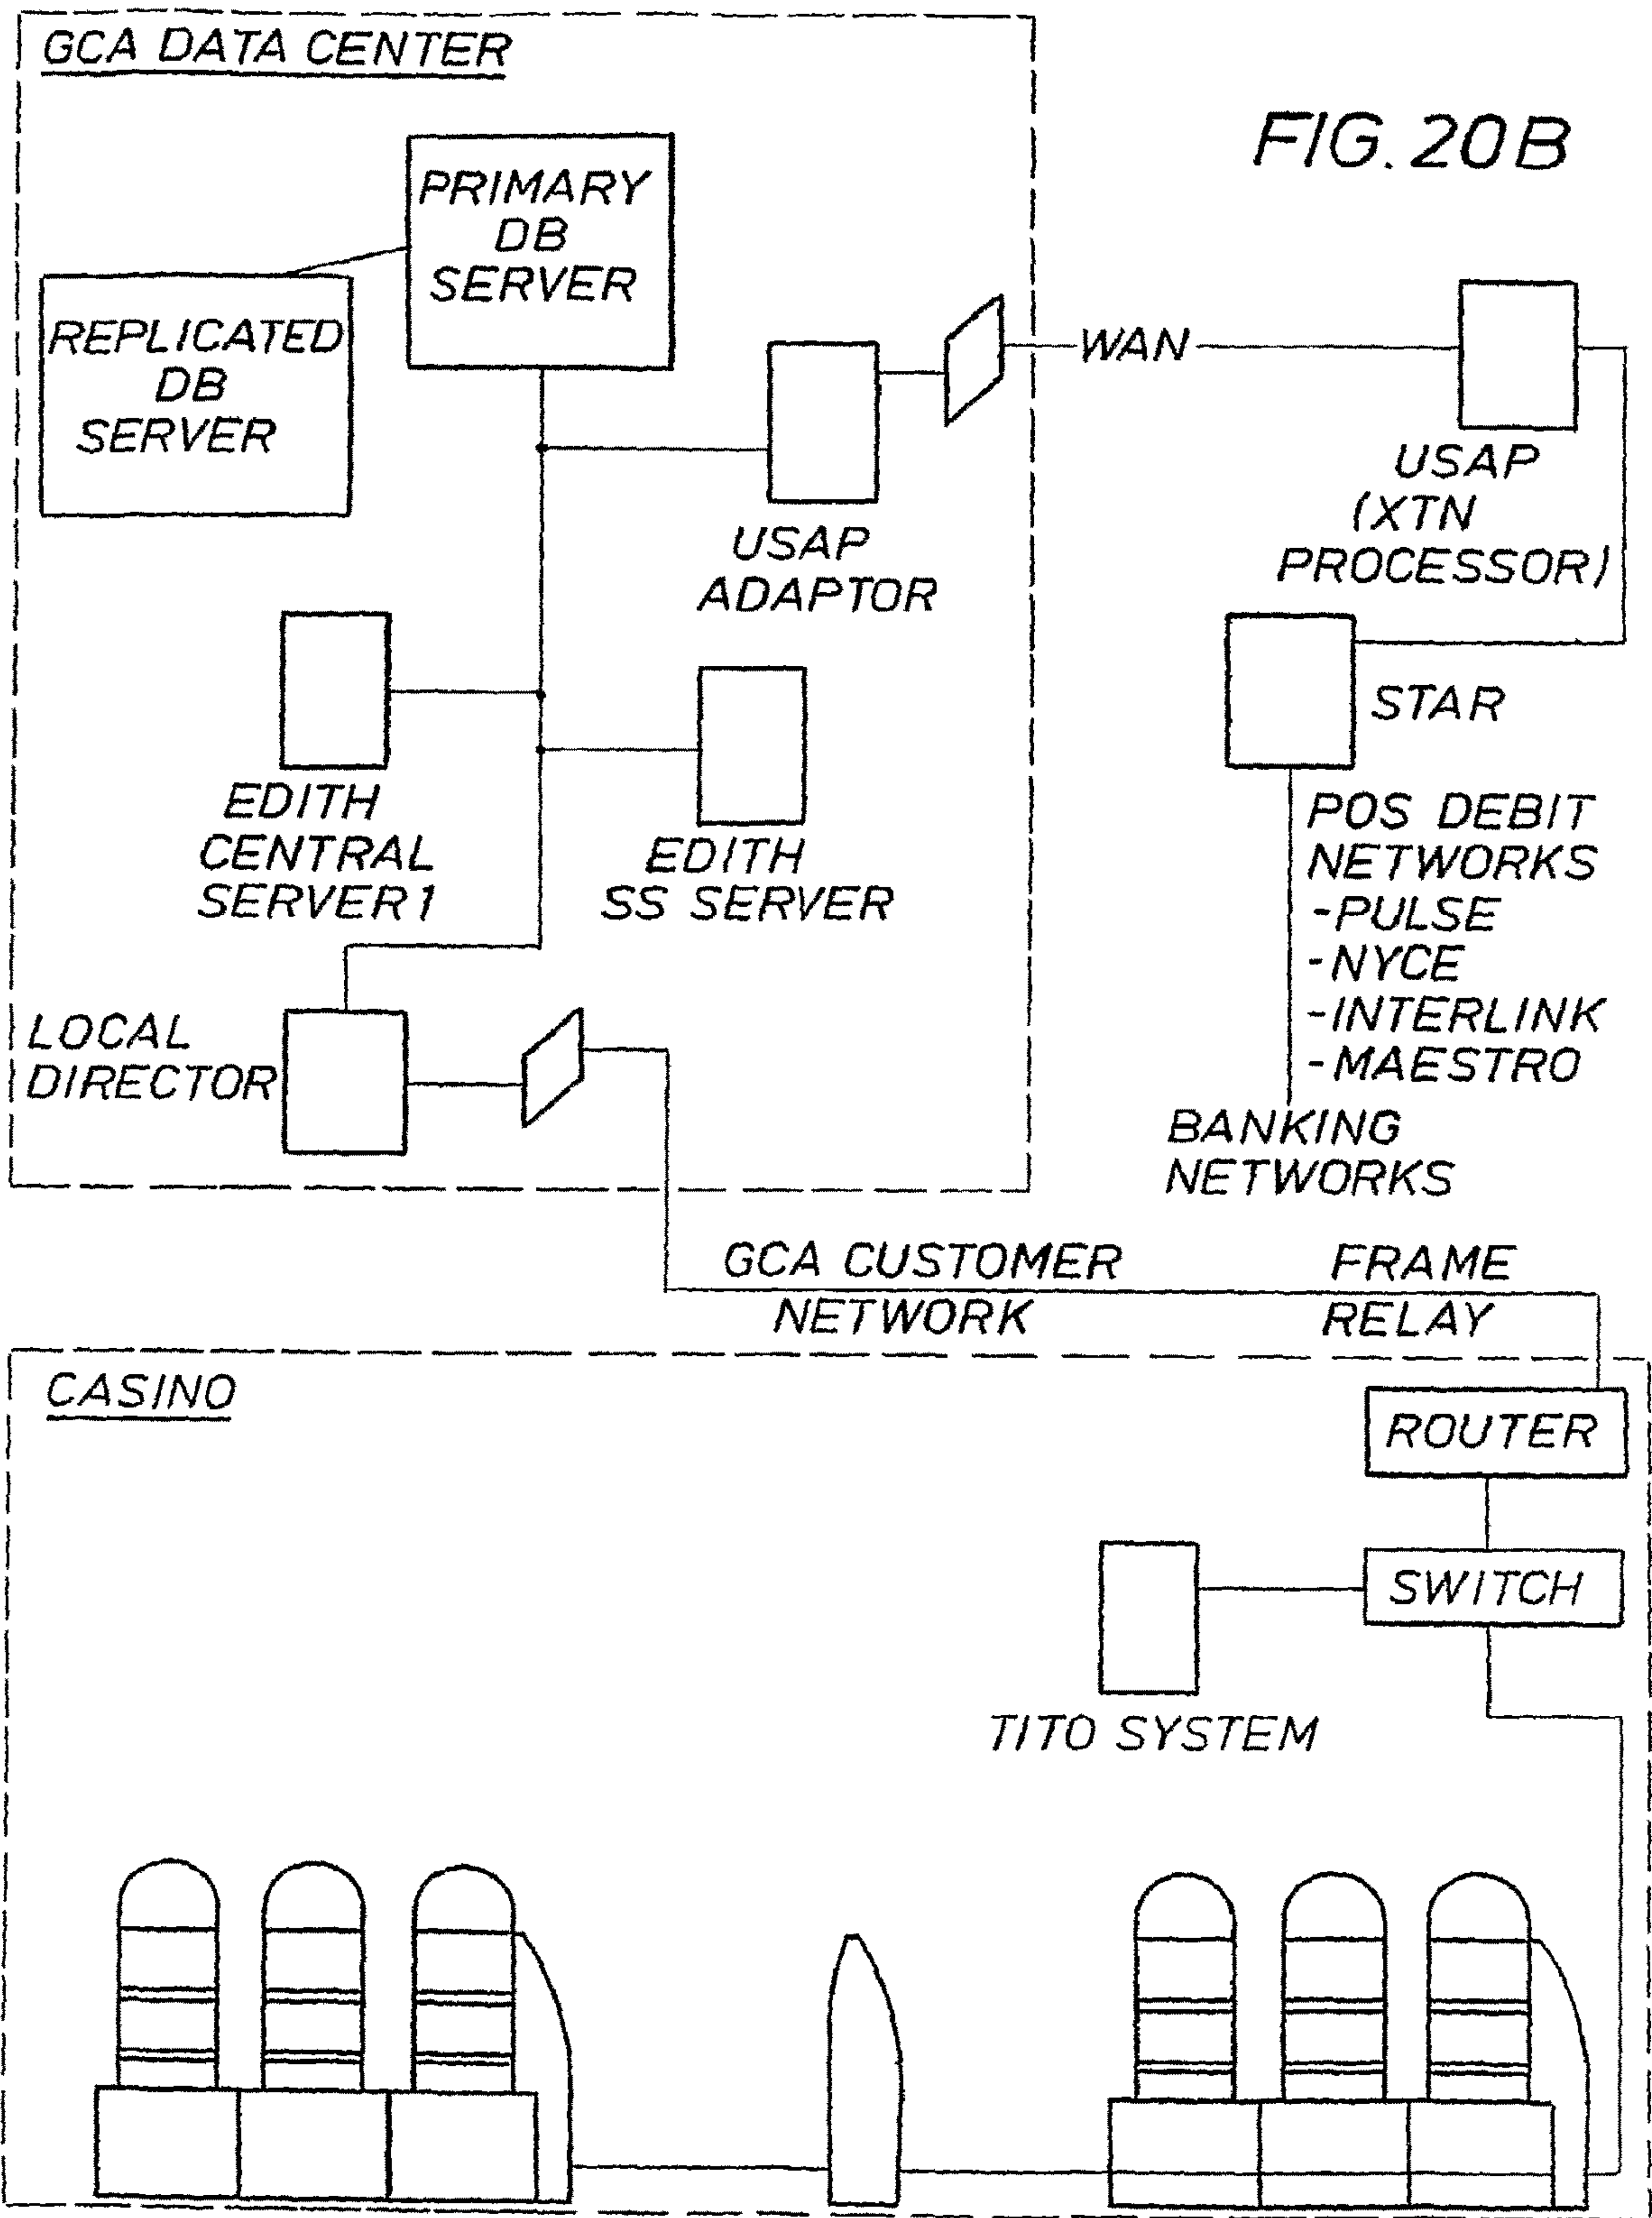 GCA DATA CENTER
FIG. 20B
PRIMARY
DB
SERVER
REPLICATED
DB
SERVER
WAN
USAP
(XTN
PROCESSOR)
USAP
ADAPTOR
STAR
EDITH
CENTRAL
SERVER 1
EDITH
SS SERVER
POS DEBIT
NETWORKS
-PULSE
-NYCE
-INTERLINK
-MAESTRO
LOCAL
DIRECTOR
BANKING
NETWORKS
GCA CUSTOMER
NETWORK
FRAME
RELAY
CASINO
ROUTER
SWITCH
TITO SYSTEM